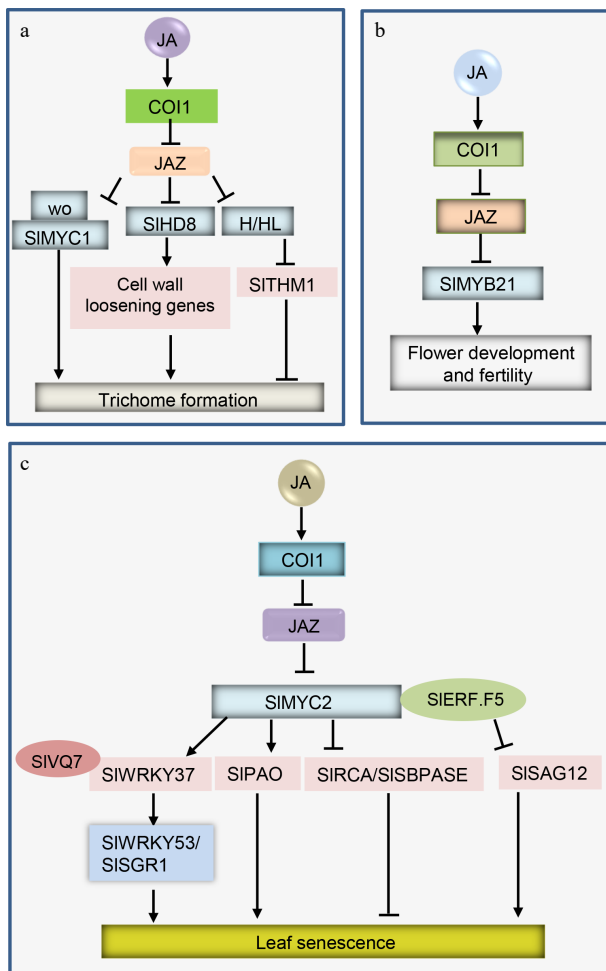 a
JA
COI1
JAZ
wo
SlMYC1
SlHD8
H/HL
Cell wall
loosening genes
SlTHM1
Trichome formation
b
JA
COI1
JAZ
SlMYB21
Flower development
and fertility
c
JA
COI1
JAZ
SlMYC2
SlERF.F5
SlVQ7
SlWRKY37
SlPAO
SlRCA/SlSBPASE
SlSAG12
SlWRKY53/
SlSGR1
Leaf senescence